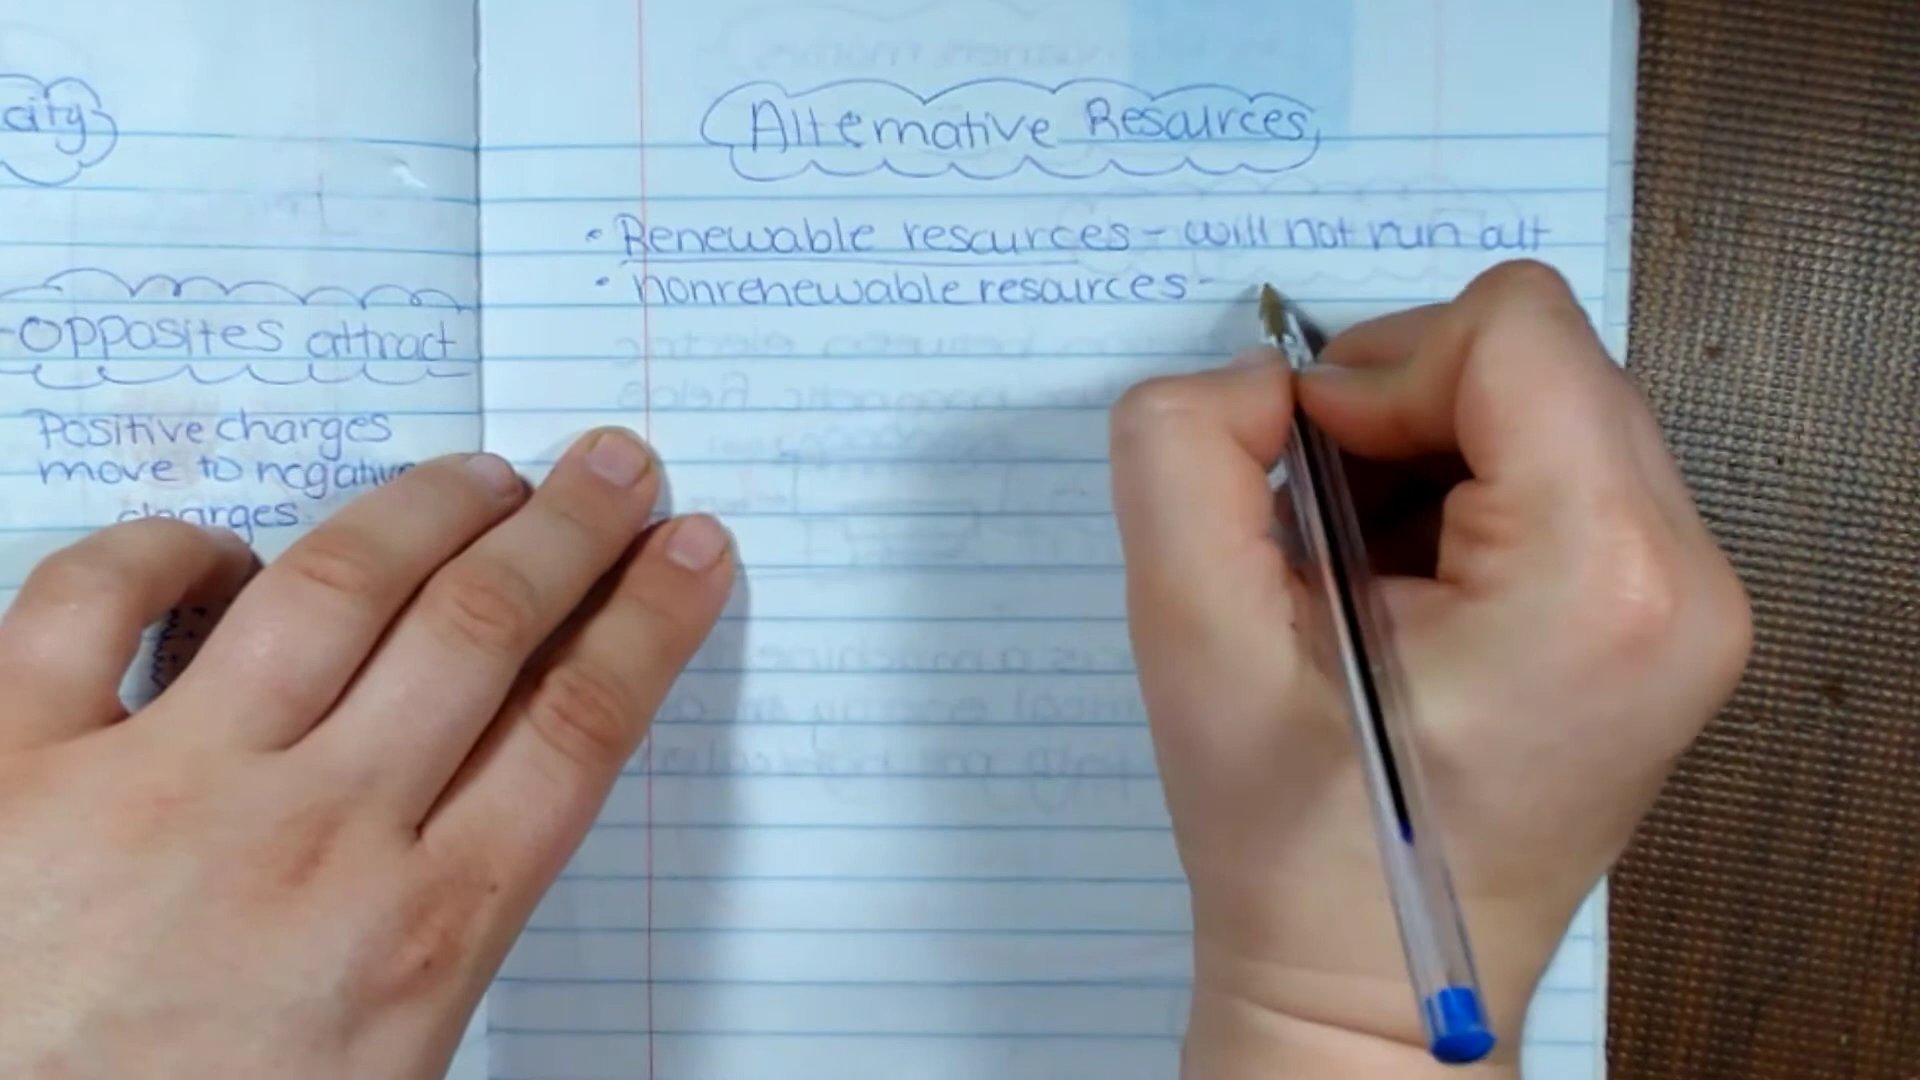 city
-Opposites attract
Positive charges
move to negative
charges
Alternative Resources
• Renewable resources - will not run out
• nonrenewable resources -